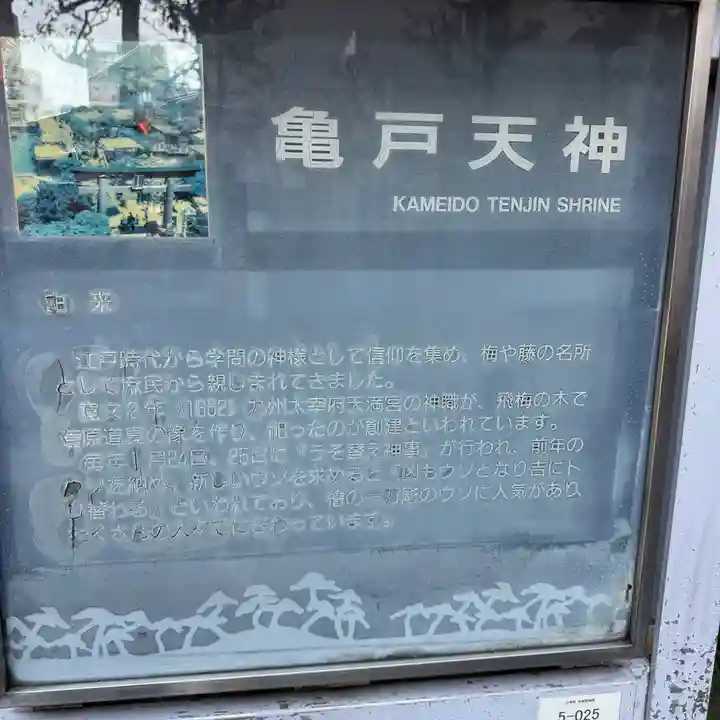 亀戸天神
KAMEIDO TENJIN SHRINE
由来
江戸時代から学問の神様として信仰を集め、梅や藤の名所
として庶民から親しまれてきました。
寛文2年（1662）九州太宰府天満宮の神職が、飛梅の木で
菅原道真の像を作り、祀ったのが創建といわれています。
毎年1月24日、25日に「うそ替え神事」が行われ、前年の
ウソを納め、新しいウソを求めると「凶もウソとなり吉にト
リ替わる」といわれており、檜の一刀彫のウソに人気があり
たくさんの人々でにぎわっています。
5-025